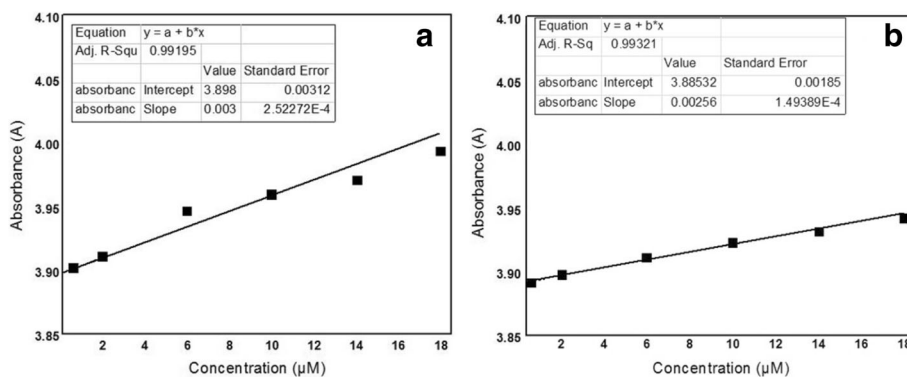 a
Equation y = a + b*x
Adj. R-Squ 0.99195
Value Standard Error
absorbanc Intercept 3.898 0.00312
absorbanc Slope 0.003 2.52272E-4
4.10
4.05
4.00
3.95
3.90
3.85
Absorbance (A)
2 4 6 8 10 12 14 16 18
Concentration (µM)
b
Equation y = a + b*x
Adj. R-Sq 0.99321
Value Standard Error
absorbanc Intercept 3.88532 0.00185
absorbanc Slope 0.00256 1.49389E-4
4.10
4.05
4.00
3.95
3.90
3.85
Absorbance (A)
2 4 6 8 10 12 14 16 18
Concentration (µM)